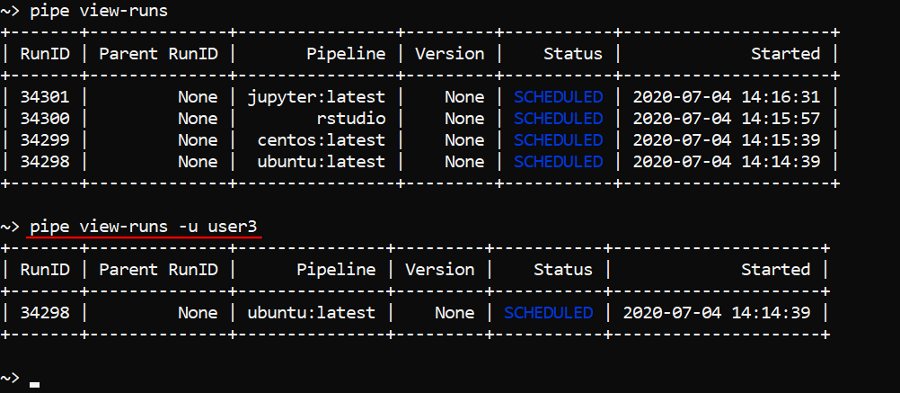 ~> pipe view-runs
+-------+---------------+----------------+---------+-----------+---------------------+
| RunID | Parent RunID |       Pipeline | Version |    Status |             Started |
+-------+---------------+----------------+---------+-----------+---------------------+
| 34301 |         None | jupyter:latest |    None | SCHEDULED | 2020-07-04 14:16:31 |
| 34300 |         None |        rstudio |    None | SCHEDULED | 2020-07-04 14:15:57 |
| 34299 |         None |  centos:latest |    None | SCHEDULED | 2020-07-04 14:15:39 |
| 34298 |         None |  ubuntu:latest |    None | SCHEDULED | 2020-07-04 14:14:39 |
+-------+---------------+----------------+---------+-----------+---------------------+
~> pipe view-runs -u user3
+-------+--------------+---------------+---------+-----------+---------------------+
| RunID | Parent RunID |      Pipeline | Version |    Status |             Started |
+-------+--------------+---------------+---------+-----------+---------------------+
| 34298 |         None | ubuntu:latest |    None | SCHEDULED | 2020-07-04 14:14:39 |
+-------+--------------+---------------+---------+-----------+---------------------+
~>